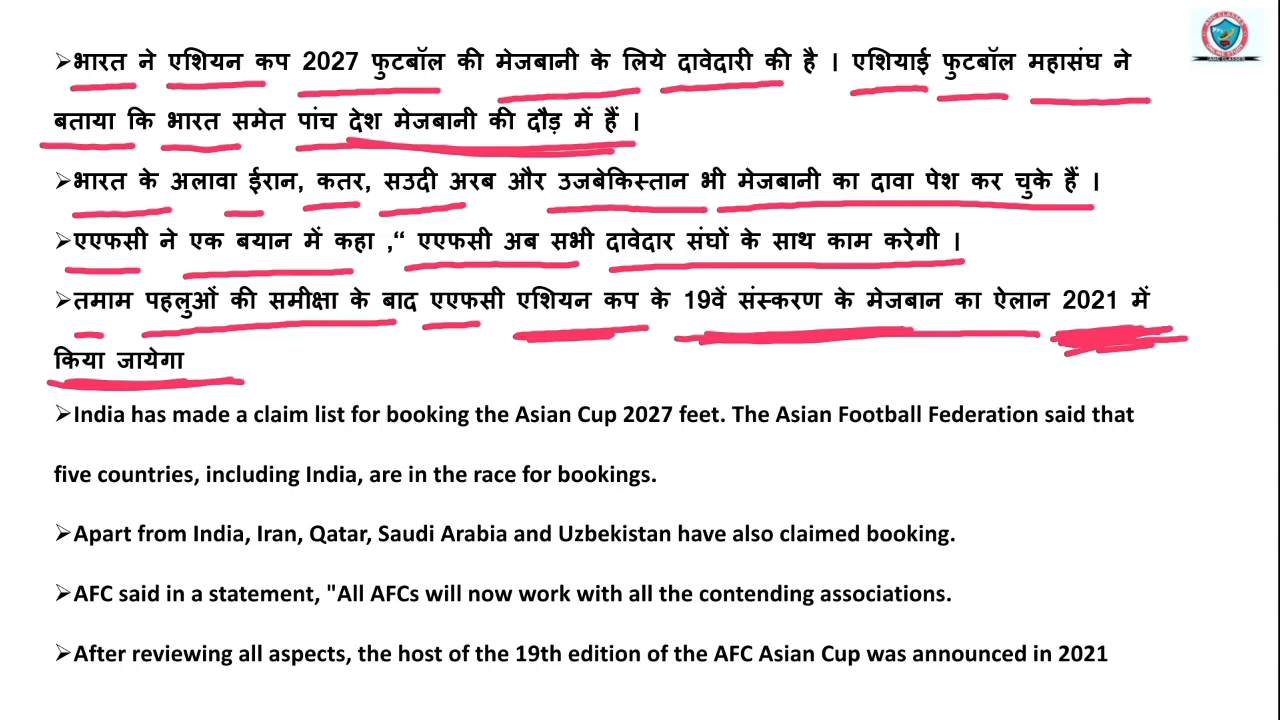 ➢भारत ने एशियन कप 2027 फुटबॉल की मेजबानी के लिये दावेदारी की है । एशियाई फुटबॉल महासंघ ने
बताया कि भारत समेत पांच देश मेजबानी की दौड़ में हैं ।
➢भारत के अलावा ईरान, कतर, सउदी अरब और उजबेकिस्तान भी मेजबानी का दावा पेश कर चुके हैं ।
➢एएफसी ने एक बयान में कहा ,“ एएफसी अब सभी दावेदार संघों के साथ काम करेगी ।
➢तमाम पहलुओं की समीक्षा के बाद एएफसी एशियन कप के 19वें संस्करण के मेजबान का ऐलान 2021 में
किया जायेगा
➢India has made a claim list for booking the Asian Cup 2027 feet. The Asian Football Federation said that
five countries, including India, are in the race for bookings.
➢Apart from India, Iran, Qatar, Saudi Arabia and Uzbekistan have also claimed booking.
➢AFC said in a statement, "All AFCs will now work with all the contending associations.
➢After reviewing all aspects, the host of the 19th edition of the AFC Asian Cup was announced in 2021